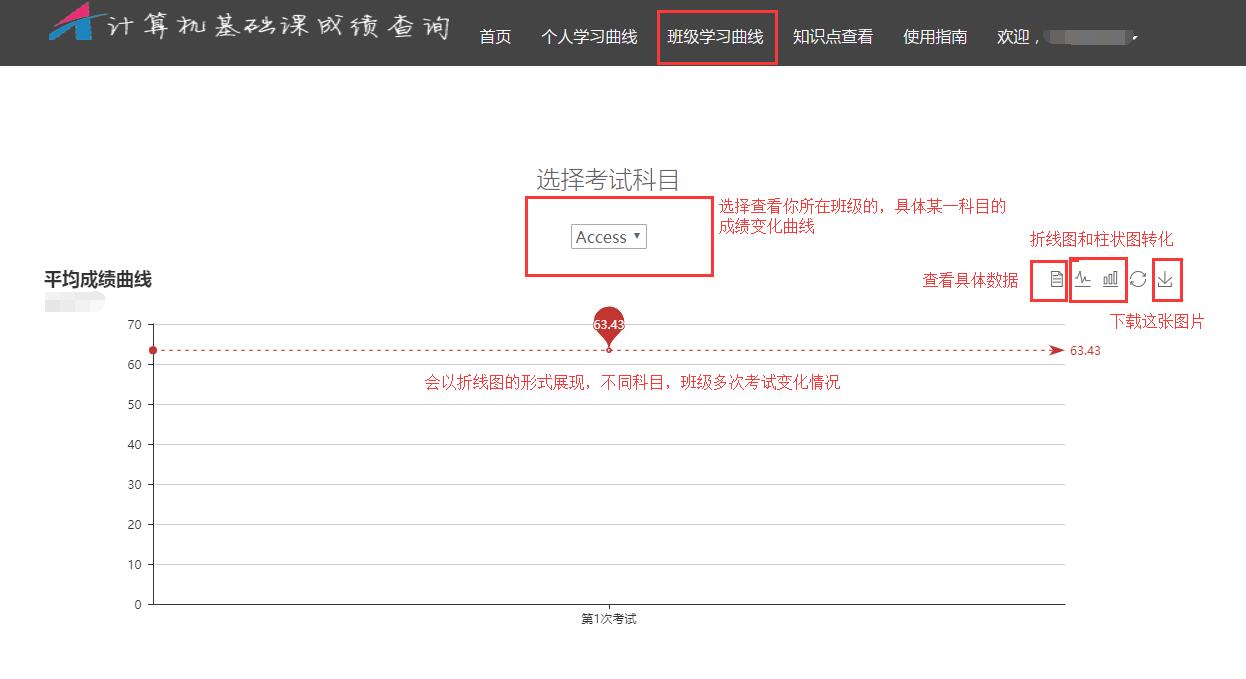 计算机基础课成绩查询
首页 个人学习曲线 班级学习曲线 知识点查看 使用指南 欢迎，
选择考试科目
选择查看你所在班级的，具体某一科目的
成绩变化曲线
Access
折线图和柱状图转化
平均成绩曲线
查看具体数据
下载这张图片
70
63.43
63.43
60
会以折线图的形式展现，不同科目，班级多次考试变化情况
50
40
30
20
10
0
第1次考试